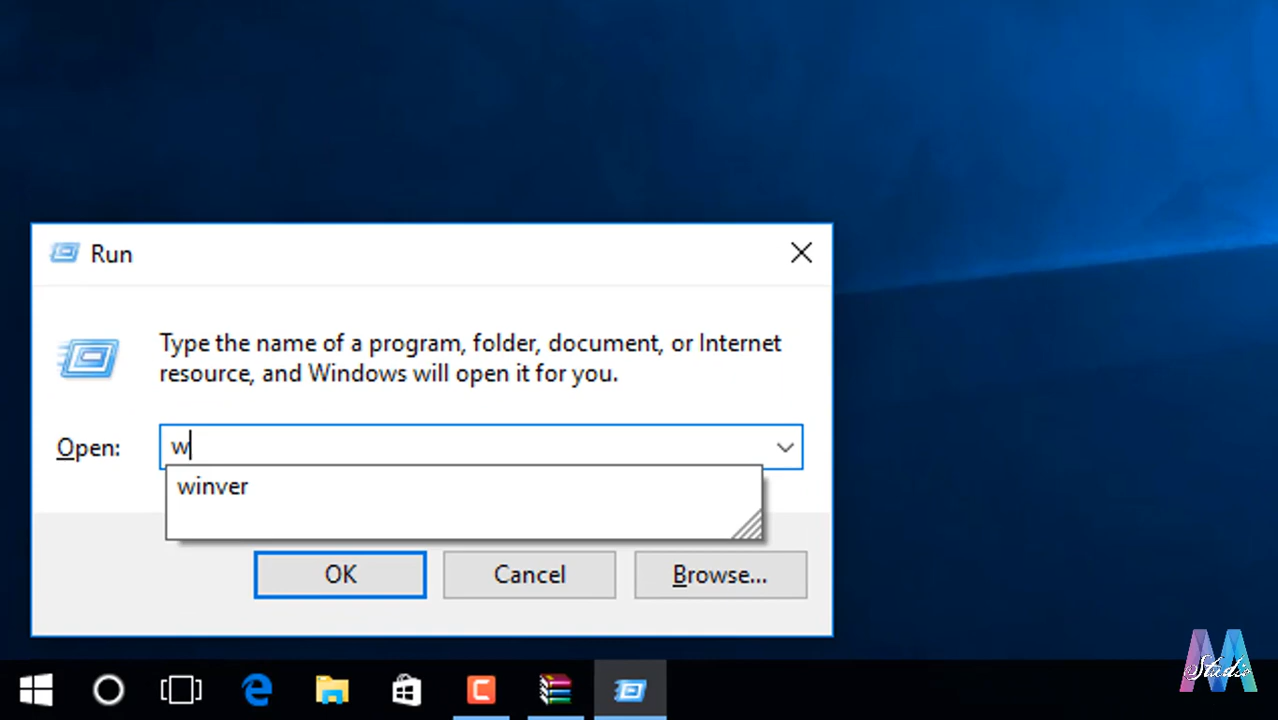 Run
Type the name of a program, folder, document, or Internet
resource, and Windows will open it for you.
Open:
w
winver
OK
Cancel
Browse...
M
Studio